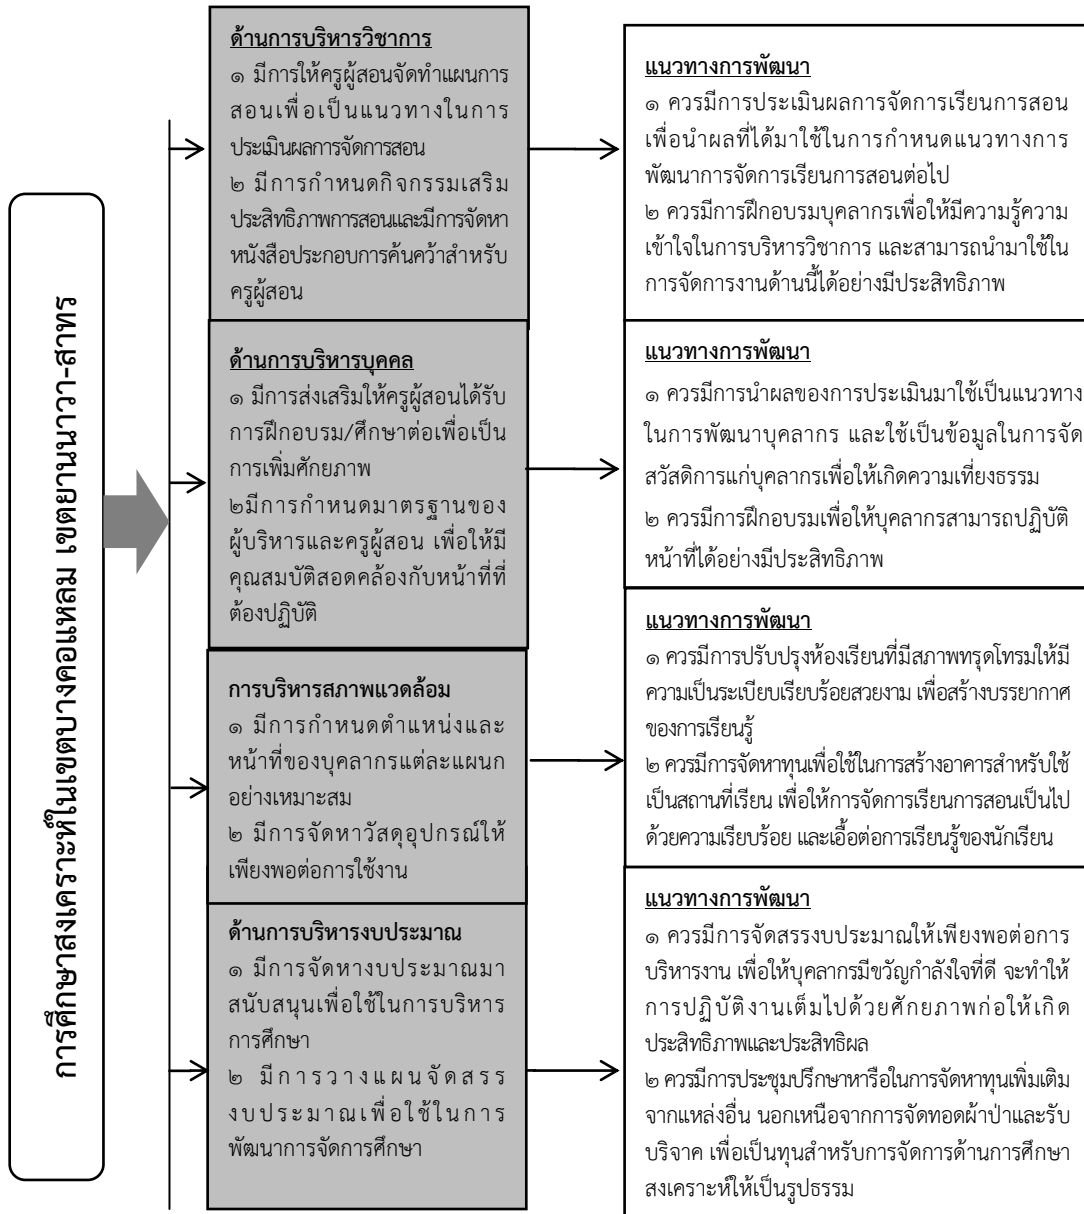 การศึกษาสงเคราะห์ในเขตบางคอแหลม เขตยานนาวา-สาทร
ด้านการบริหารวิชาการ
๑ มีการให้ครูผู้สอนจัดทำแผนการ
สอนเพื่อเป็นแนวทางในการ
ประเมินผลการจัดการสอน
๒ มีการกำหนดกิจกรรมเสริม
ประสิทธิภาพการสอนและมีการจัดหา
หนังสือประกอบการค้นคว้าสำหรับ
ครูผู้สอน
แนวทางการพัฒนา
๑ ควรมีการประเมินผลการจัดการเรียนการสอน
เพื่อนำผลที่ได้มาใช้ในการกำหนดแนวทางการ
พัฒนาการจัดการเรียนการสอนต่อไป
๒ ควรมีการฝึกอบรมบุคลากรเพื่อให้มีความรู้ความ
เข้าใจในการบริหารวิชาการ และสามารถนำมาใช้ใน
การจัดการงานด้านนี้ได้อย่างมีประสิทธิภาพ
ด้านการบริหารบุคคล
๑ มีการส่งเสริมให้ครูผู้สอนได้รับ
การฝึกอบรม/ศึกษาต่อเพื่อเป็น
การเพิ่มศักยภาพ
๒มีการกำหนดมาตรฐานของ
ผู้บริหารและครูผู้สอน เพื่อให้มี
คุณสมบัติสอดคล้องกับหน้าที่ที่
ต้องปฏิบัติ
แนวทางการพัฒนา
๑ ควรมีการนำผลของการประเมินมาใช้เป็นแนวทาง
ในการพัฒนาบุคลากร และใช้เป็นข้อมูลในการจัด
สวัสดิการแก่บุคลากรเพื่อให้เกิดความเที่ยงธรรม
๒ ควรมีการฝึกอบรมเพื่อให้บุคลากรสามารถปฏิบัติ
หน้าที่ได้อย่างมีประสิทธิภาพ
การบริหารสภาพแวดล้อม
๑ มีการกำหนดตำแหน่งและ
หน้าที่ของบุคลากรแต่ละแผนก
อย่างเหมาะสม
๒ มีการจัดหาวัสดุอุปกรณ์ให้
เพียงพอต่อการใช้งาน
แนวทางการพัฒนา
๑ ควรมีการปรับปรุงห้องเรียนที่มีสภาพทรุดโทรมให้มี
ความเป็นระเบียบเรียบร้อยสวยงาม เพื่อสร้างบรรยากาศ
ของการเรียนรู้
๒ ควรมีการจัดหาทุนเพื่อใช้ในการสร้างอาคารสำหรับใช้
เป็นสถานที่เรียน เพื่อให้การจัดการเรียนการสอนเป็นไป
ด้วยความเรียบร้อย และเอื้อต่อการเรียนรู้ของนักเรียน
ด้านการบริหารงบประมาณ
๑ มีการจัดหางบประมาณมา
สนับสนุนเพื่อใช้ในการบริหาร
การศึกษา
๒ มีการวางแผนจัดสรร
งบประมาณเพื่อใช้ในการ
พัฒนาการจัดการศึกษา
แนวทางการพัฒนา
๑ ควรมีการจัดสรรงบประมาณให้เพียงพอต่อการ
บริหารงาน เพื่อให้บุคลากรมีขวัญกำลังใจที่ดี จะทำให้
การปฏิบัติงานเต็มไปด้วยศักยภาพก่อให้เกิด
ประสิทธิภาพและประสิทธิผล
๒ ควรมีการประชุมปรึกษาหารือในการจัดหาทุนเพิ่มเติม
จากแหล่งอื่น นอกเหนือจากการจัดทอดผ้าป่าและรับ
บริจาค เพื่อเป็นทุนสำหรับการจัดการด้านการศึกษา
สงเคราะห์ให้เป็นรูปธรรม